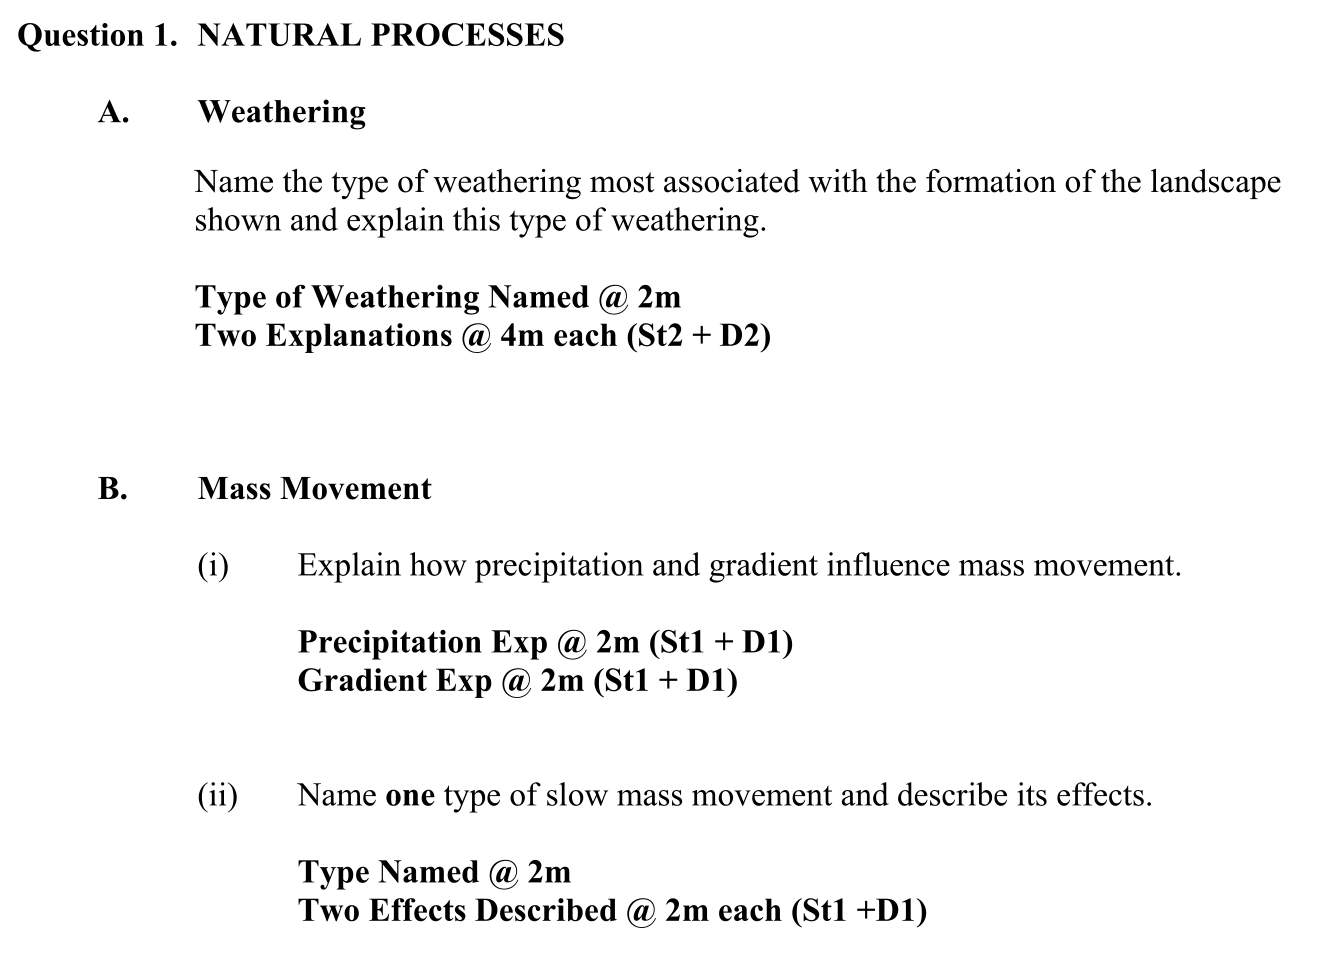 Question 1. NATURAL PROCESSES
A. Weathering
Name the type of weathering most associated with the formation of the landscape
shown and explain this type of weathering.
Type of Weathering Named @ 2m
Two Explanations @ 4m each (St2 + D2)
B. Mass Movement
(i) Explain how precipitation and gradient influence mass movement.
Precipitation Exp @ 2m (St1 + D1)
Gradient Exp @ 2m (St1 + D1)
(ii) Name one type of slow mass movement and describe its effects.
Type Named @ 2m
Two Effects Described @ 2m each (St1 +D1)